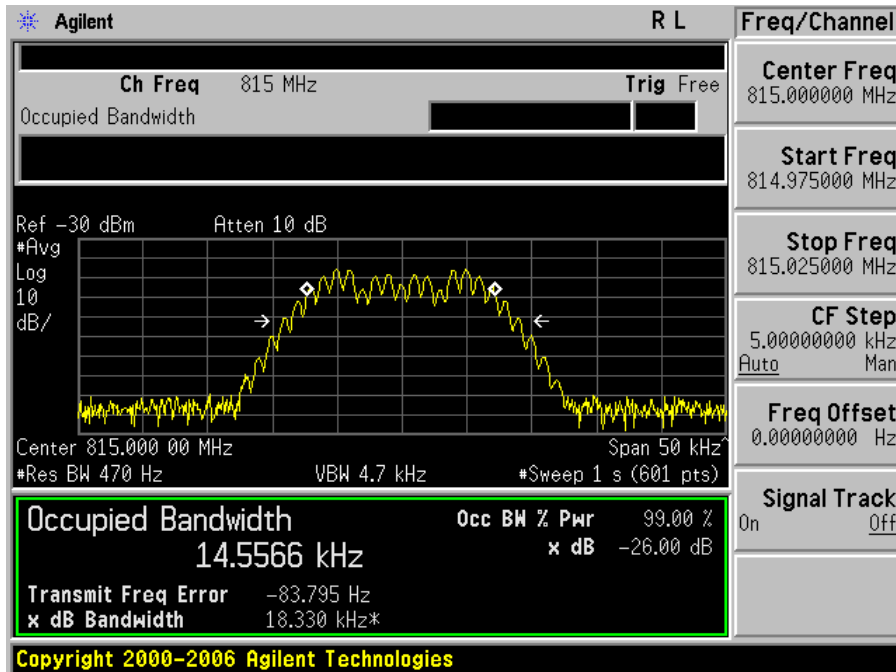 Agilent R L Freq/Channel
Ch Freq 815 MHz Trig Free
Occupied Bandwidth
Center Freq
815.000000 MHz
Start Freq
814.975000 MHz
Stop Freq
815.025000 MHz
CF Step
5.00000000 kHz
Auto Man
Freq Offset
0.00000000 Hz
Signal Track
On Off
Ref -30 dBm Atten 10 dB
#Avg
Log
10
dB/
Center 815.000 00 MHz Span 50 kHz^
#Res BW 470 Hz VBW 4.7 kHz #Sweep 1 s (601 pts)
Occupied Bandwidth Occ BW % Pwr 99.00 %
14.5566 kHz x dB -26.00 dB
Transmit Freq Error -83.795 Hz
x dB Bandwidth 18.330 kHz*
Copyright 2000-2006 Agilent Technologies